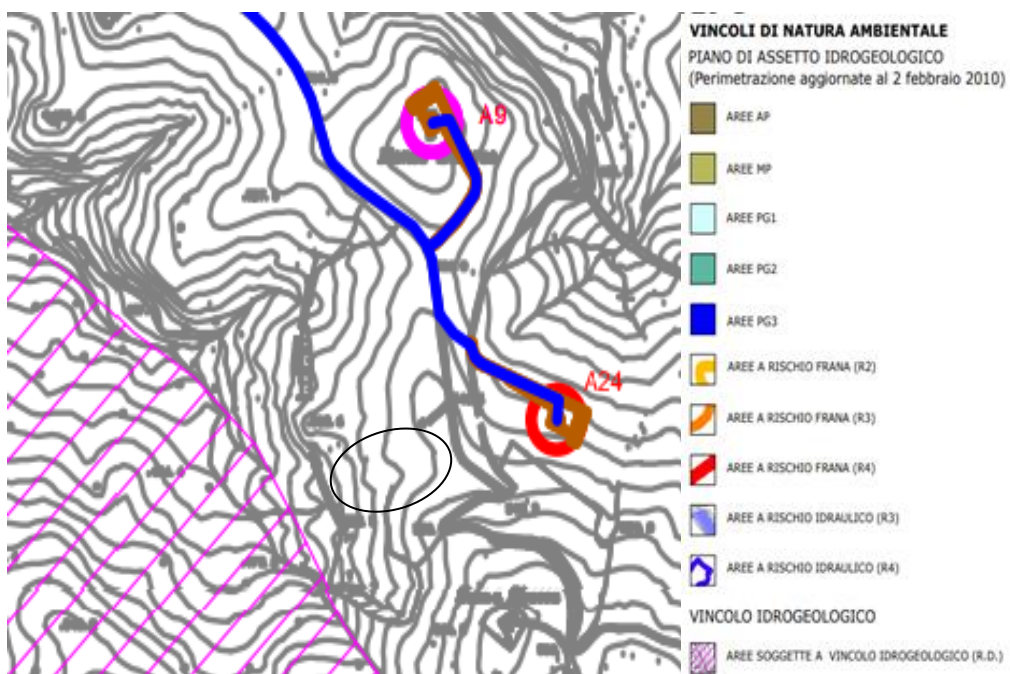 A9
A24
VINCOLI DI NATURA AMBIENTALE
PIANO DI ASSETTO IDROGEOLOGICO
(Perimetrazione aggiornate al 2 febbraio 2010)
AREE AP
AREE MP
AREE PG1
AREE PG2
AREE PG3
AREE A RISCHIO FRANA (R2)
AREE A RISCHIO FRANA (R3)
AREE A RISCHIO FRANA (R4)
AREE A RISCHIO IDRAULICO (R3)
AREE A RISCHIO IDRAULICO (R4)
VINCOLO IDROGEOLOGICO
AREE SOGGETTE A VINCOLO IDROGEOLOGICO (R.D.)